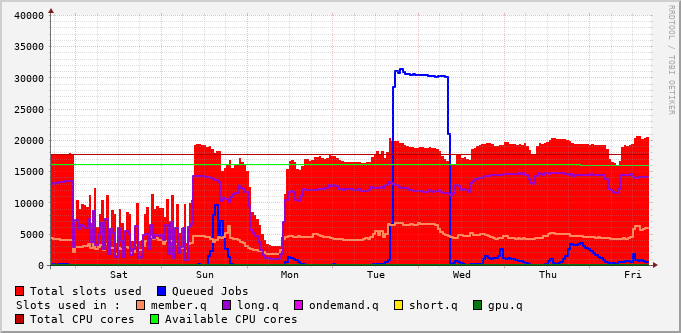 40000
35000
30000
25000
20000
15000
10000
5000
0
Sat Sun Mon Tue Wed Thu Fri
RRDTOOL / TOBI OETIKER
Total slots used Queued Jobs
Slots used in : member.q long.q ondemand.q short.q gpu.q
Total CPU cores Available CPU cores